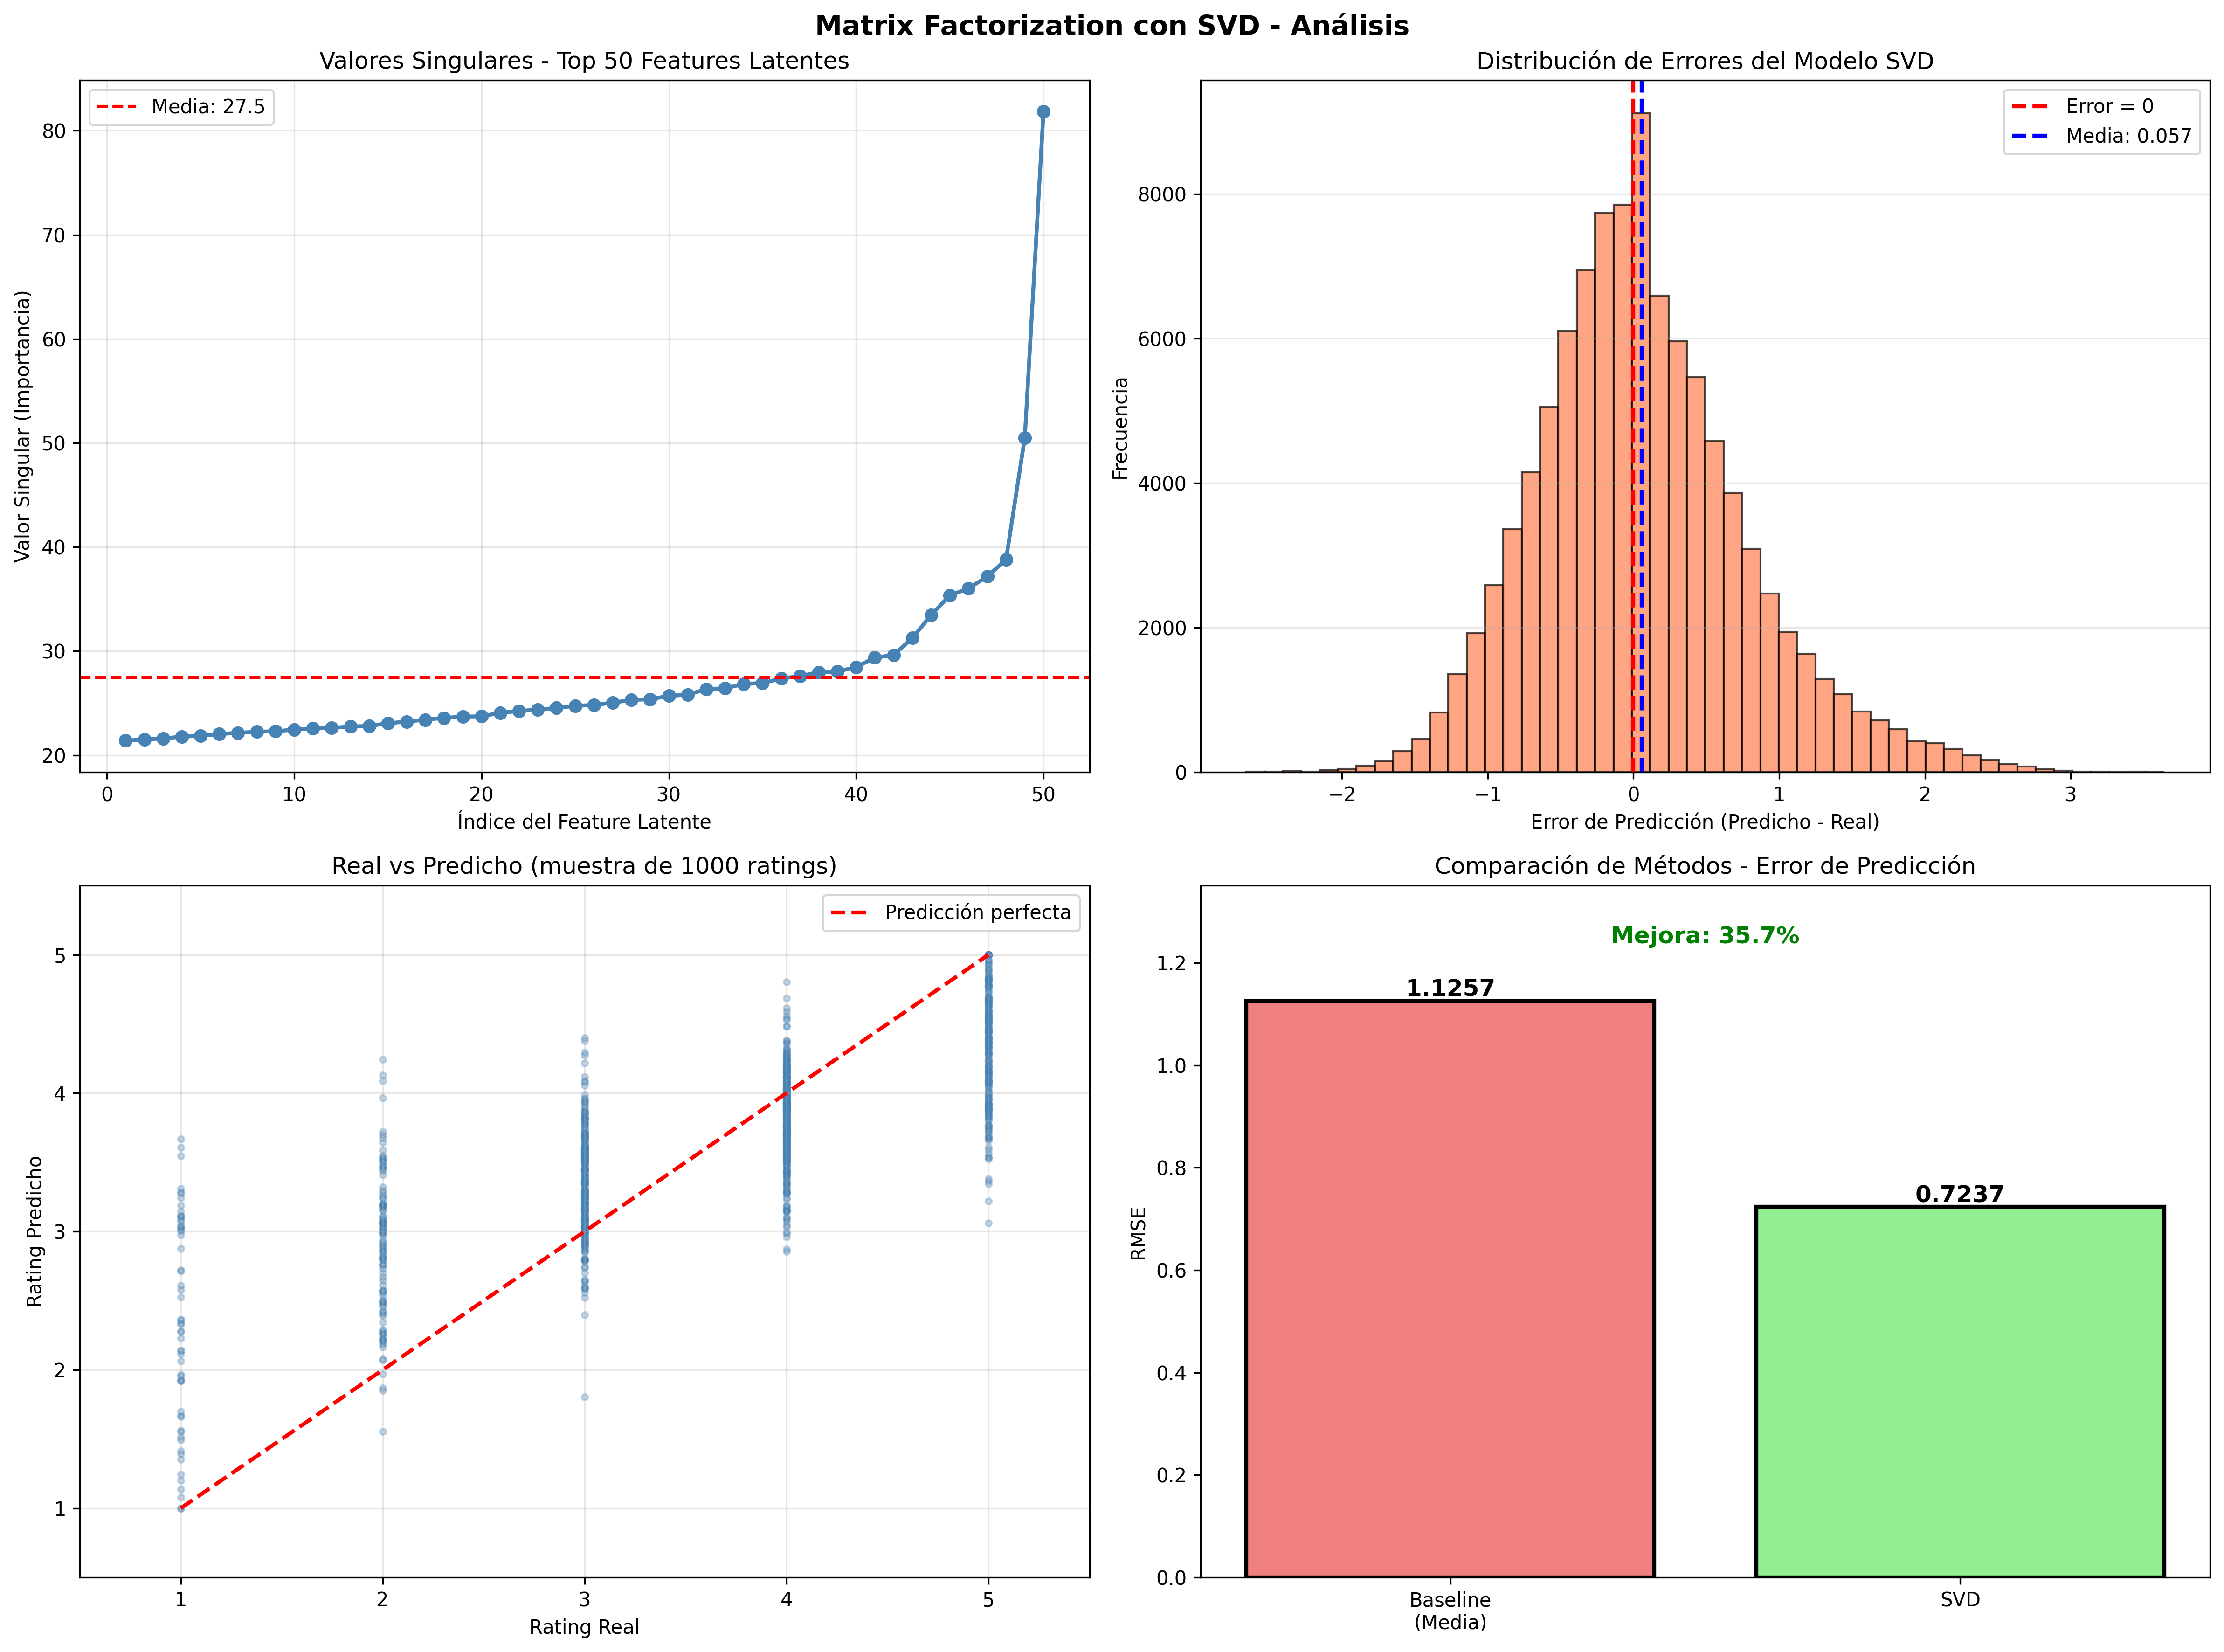 Matrix Factorization con SVD - Análisis
Valores Singulares - Top 50 Features Latentes
Media: 27.5
Valor Singular (Importancia)
80
70
60
50
40
30
20
0 10 20 30 40 50
Índice del Feature Latente
Distribución de Errores del Modelo SVD
Error = 0
Media: 0.057
Frecuencia
8000
6000
4000
2000
0
−2 −1 0 1 2 3
Error de Predicción (Predicho - Real)
Real vs Predicho (muestra de 1000 ratings)
Predicción perfecta
Rating Predicho
5
4
3
2
1
1 2 3 4 5
Rating Real
Comparación de Métodos - Error de Predicción
Mejora: 35.7%
1.1257
0.7237
RMSE
1.2
1.0
0.8
0.6
0.4
0.2
0.0
Baseline
(Media)
SVD